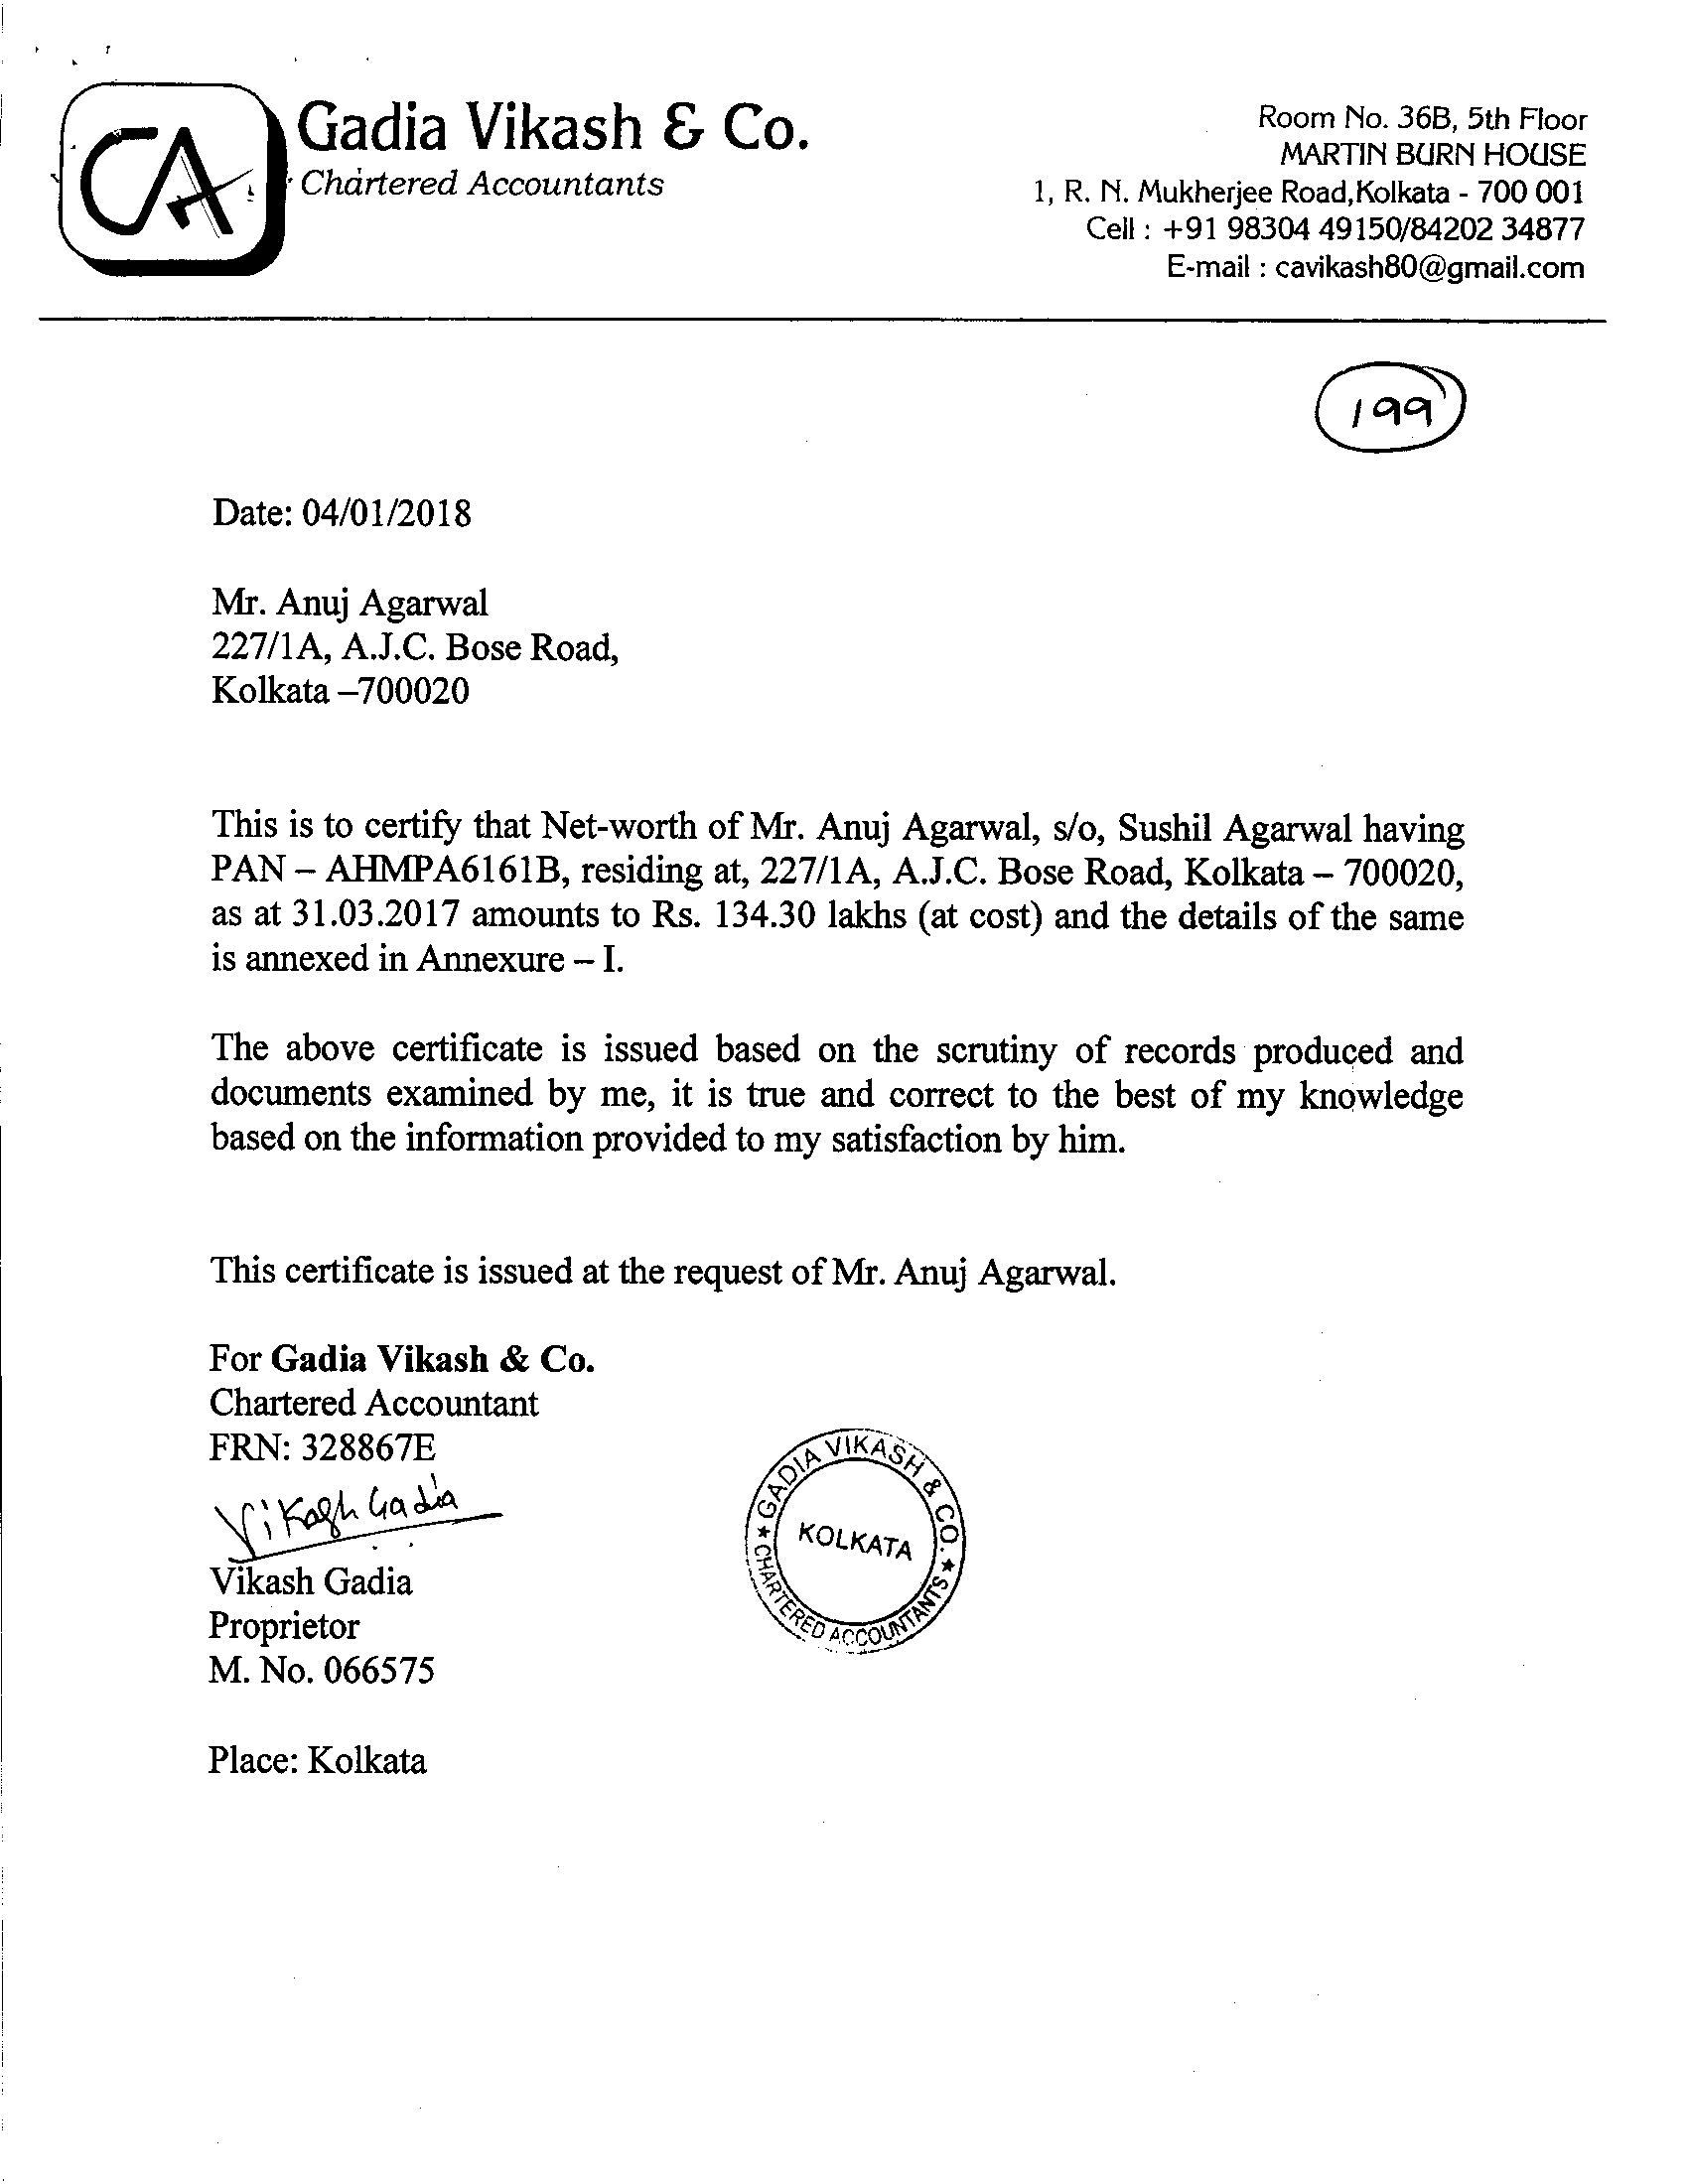 CA
Gadia Vikash & Co.
Chartered Accountants
Room No. 36B, 5th Floor
MARTIN BURN HOUSE
1, R. N. Mukherjee Road,Kolkata - 700 001
Cell : +91 98304 49150/84202 34877
E-mail : cavikash80@gmail.com
199
Date: 04/01/2018
Mr. Anuj Agarwal
227/1A, A.J.C. Bose Road,
Kolkata –700020
This is to certify that Net-worth of Mr. Anuj Agarwal, s/o, Sushil Agarwal having
PAN – AHMPA6161B, residing at, 227/1A, A.J.C. Bose Road, Kolkata – 700020,
as at 31.03.2017 amounts to Rs. 134.30 lakhs (at cost) and the details of the same
is annexed in Annexure – I.
The above certificate is issued based on the scrutiny of records produced and
documents examined by me, it is true and correct to the best of my knowledge
based on the information provided to my satisfaction by him.
This certificate is issued at the request of Mr. Anuj Agarwal.
For Gadia Vikash & Co.
Chartered Accountant
FRN: 328867E
Vikash Gadia
Vikash Gadia
Proprietor
M. No. 066575
GADIA VIKASH & CO.
KOLKATA
★ CHARTERED ACCOUNTANTS ★
Place: Kolkata